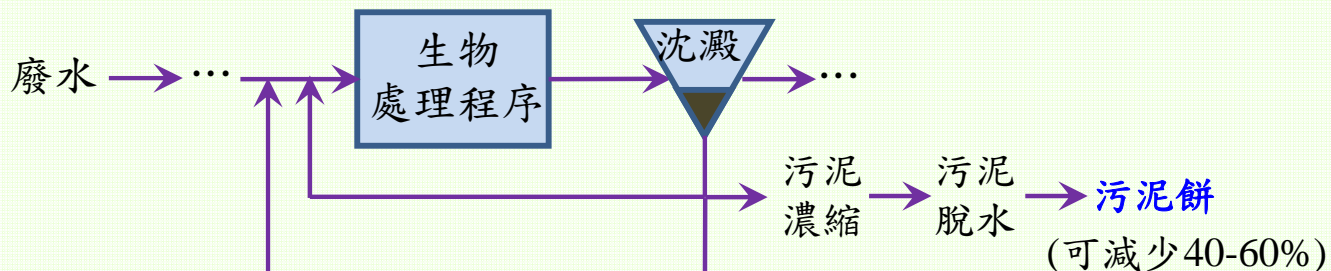 廢水
…
生物
處理程序
沈澱
…
污泥
濃縮
污泥
脫水
污泥餅
(可減少40-60%)